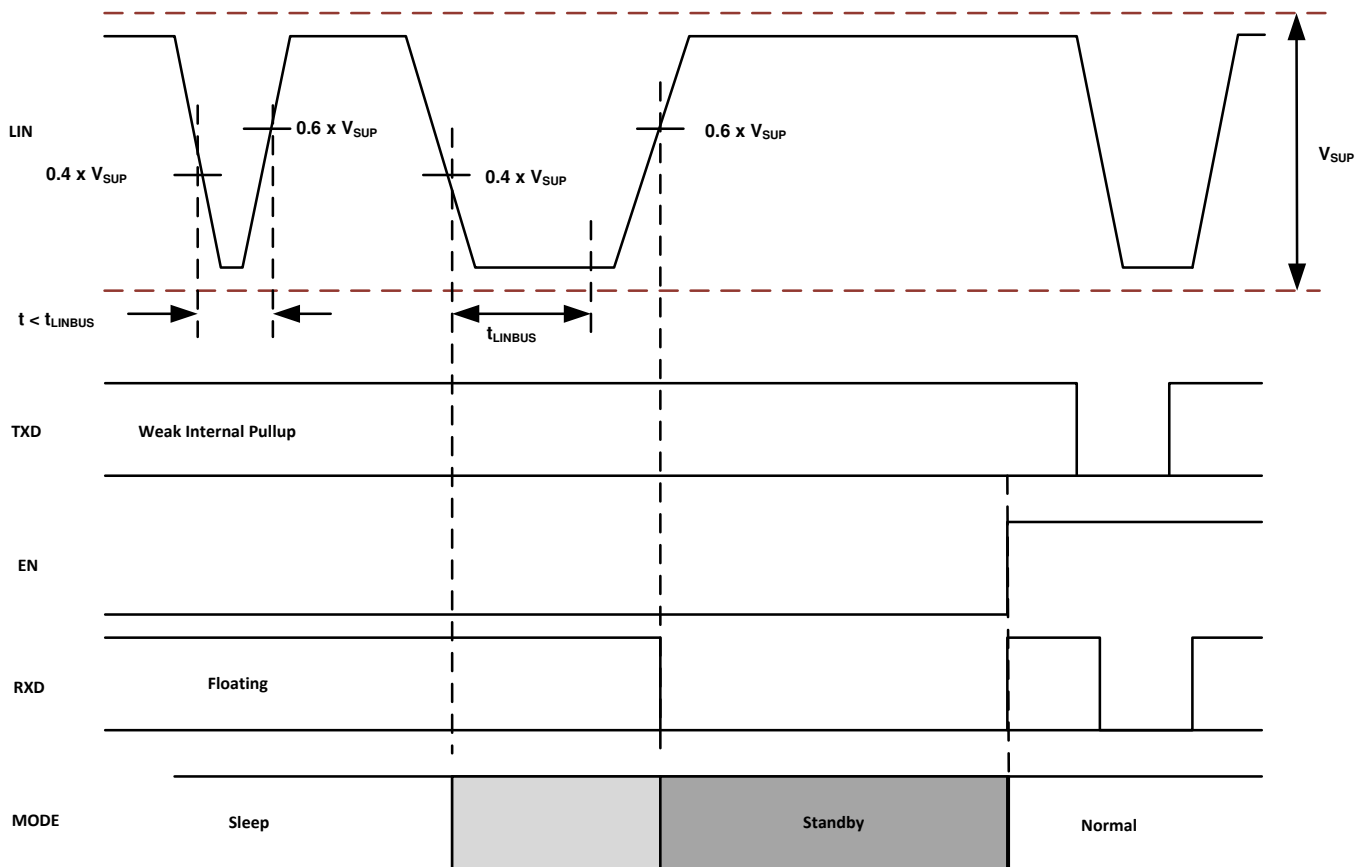 LIN
0.6 x VSUP
0.6 x VSUP
0.4 x VSUP
0.4 x VSUP
VSUP
t < tLINBUS
tLINBUS
TXD
Weak Internal Pullup
EN
RXD
Floating
MODE
Sleep
Standby
Normal